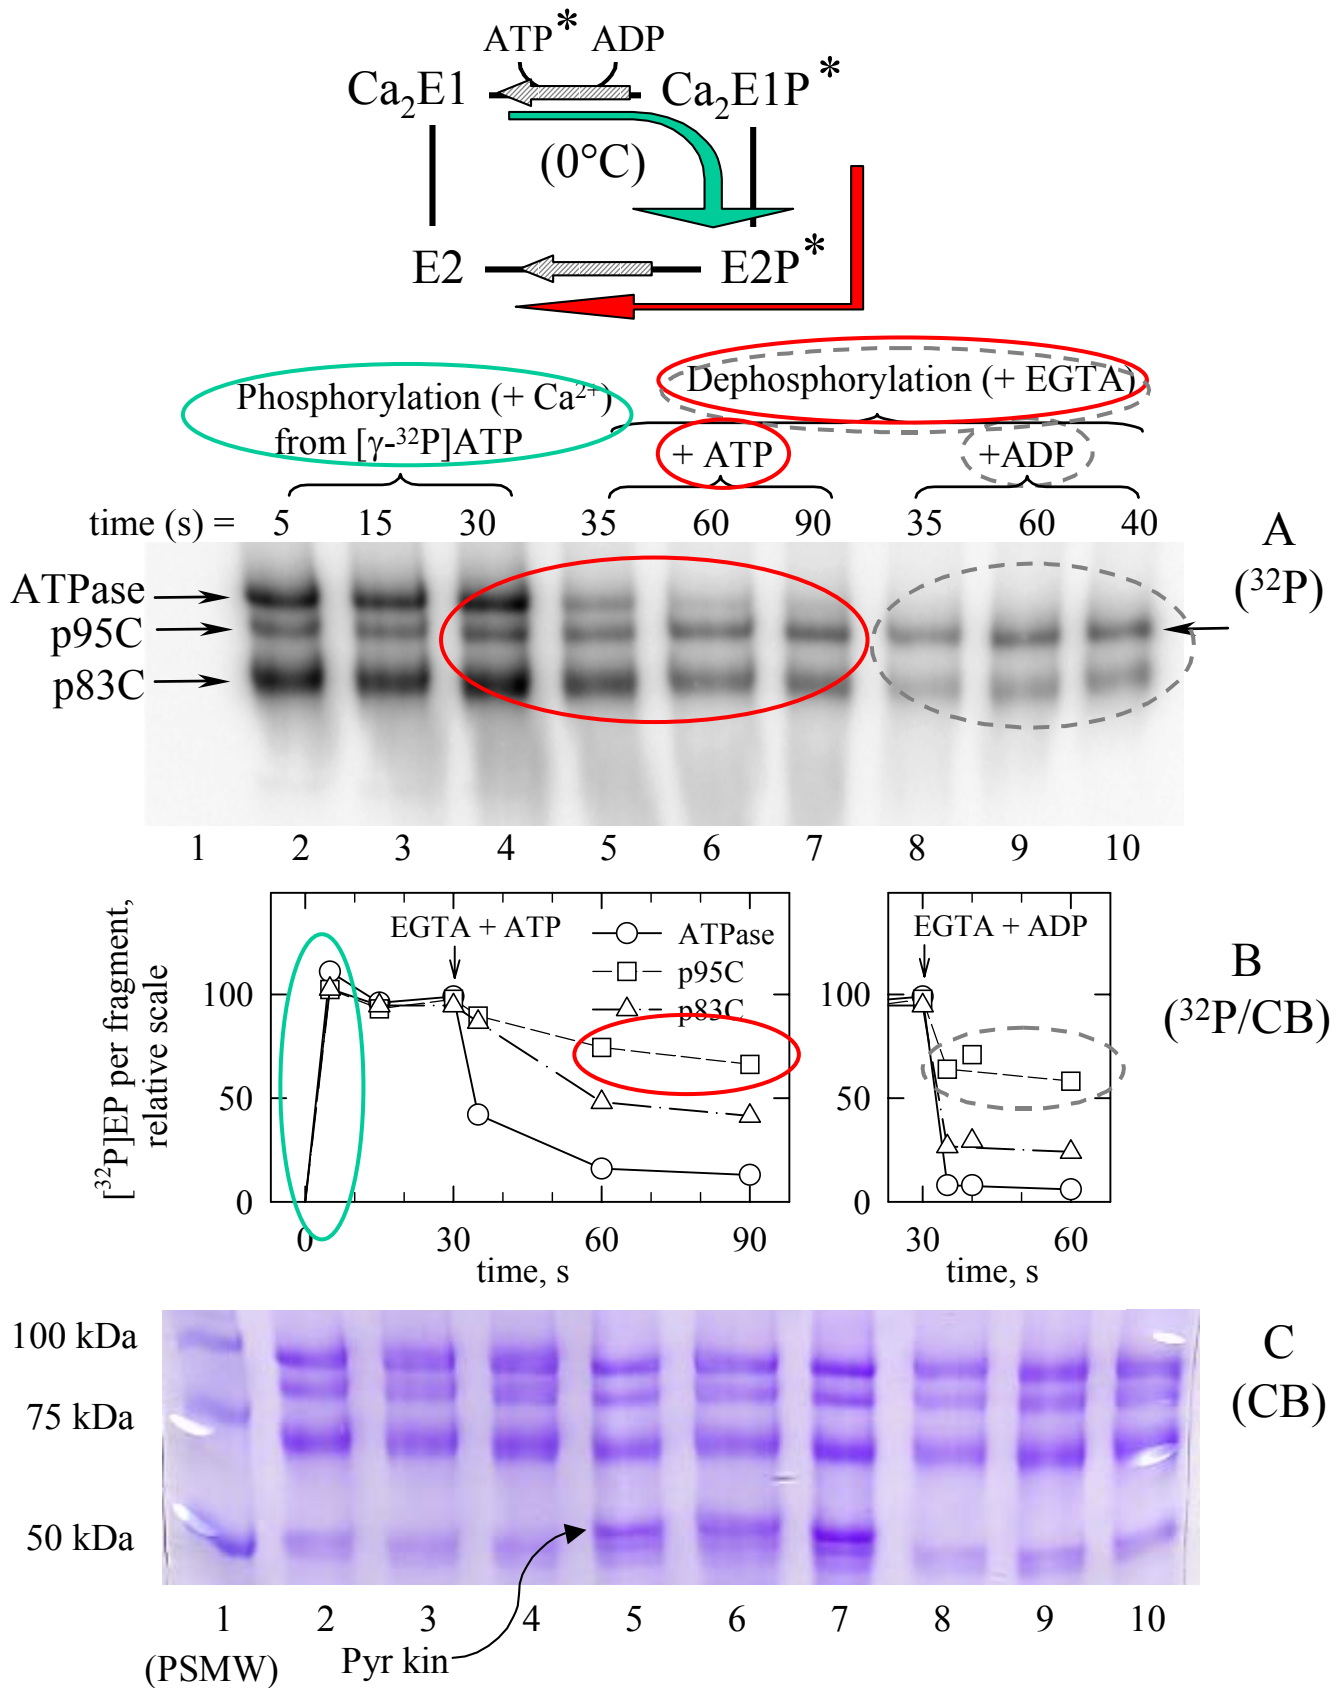 ATP* ADP
Ca₂E1 Ca₂E1P*
(0°C)
E2 E2P*
Phosphorylation (+ Ca²⁺)
from [γ-³²P]ATP
Dephosphorylation (+ EGTA)
+ ATP +ADP
time (s) = 5 15 30 35 60 90 35 60 40
A
(³²P)
ATPase
p95C
p83C
1 2 3 4 5 6 7 8 9 10
[³²P]EP per fragment,
relative scale
EGTA + ATP
ATPase
p95C
p83C
EGTA + ADP
B
(³²P/CB)
100 100
50 50
0 0
0 30 60 90 30 60
time, s time, s
100 kDa
75 kDa
50 kDa
C
(CB)
1 2 3 4 5 6 7 8 9 10
(PSMW) Pyr kin